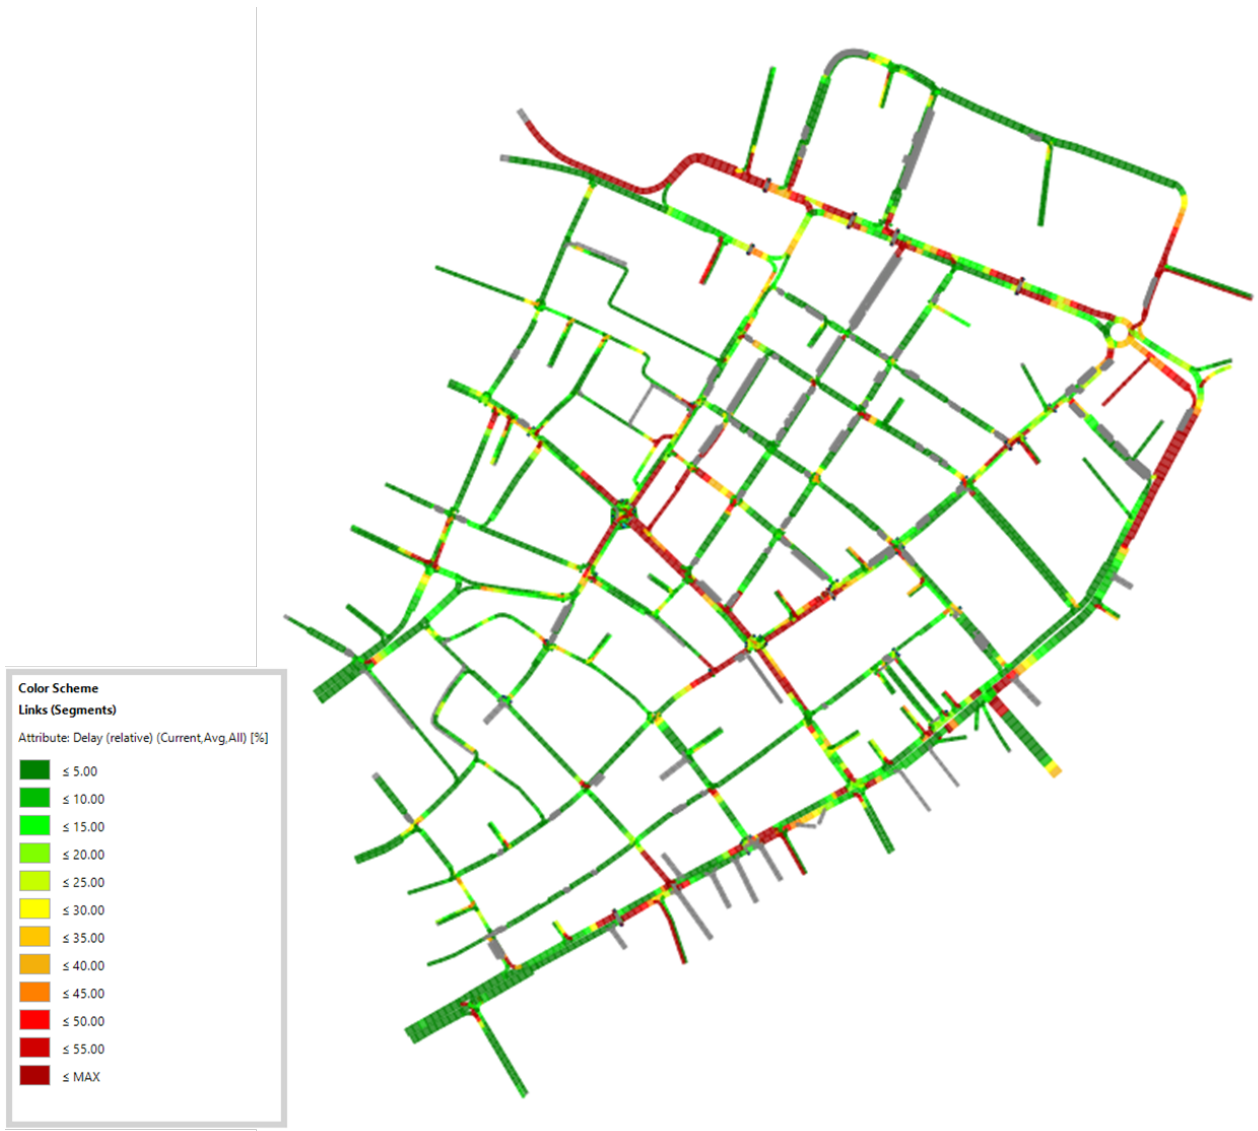 Color Scheme
Links (Segments)
Attribute: Delay (relative) (Current,Avg,All) [%]
≤ 5.00
≤ 10.00
≤ 15.00
≤ 20.00
≤ 25.00
≤ 30.00
≤ 35.00
≤ 40.00
≤ 45.00
≤ 50.00
≤ 55.00
≤ MAX